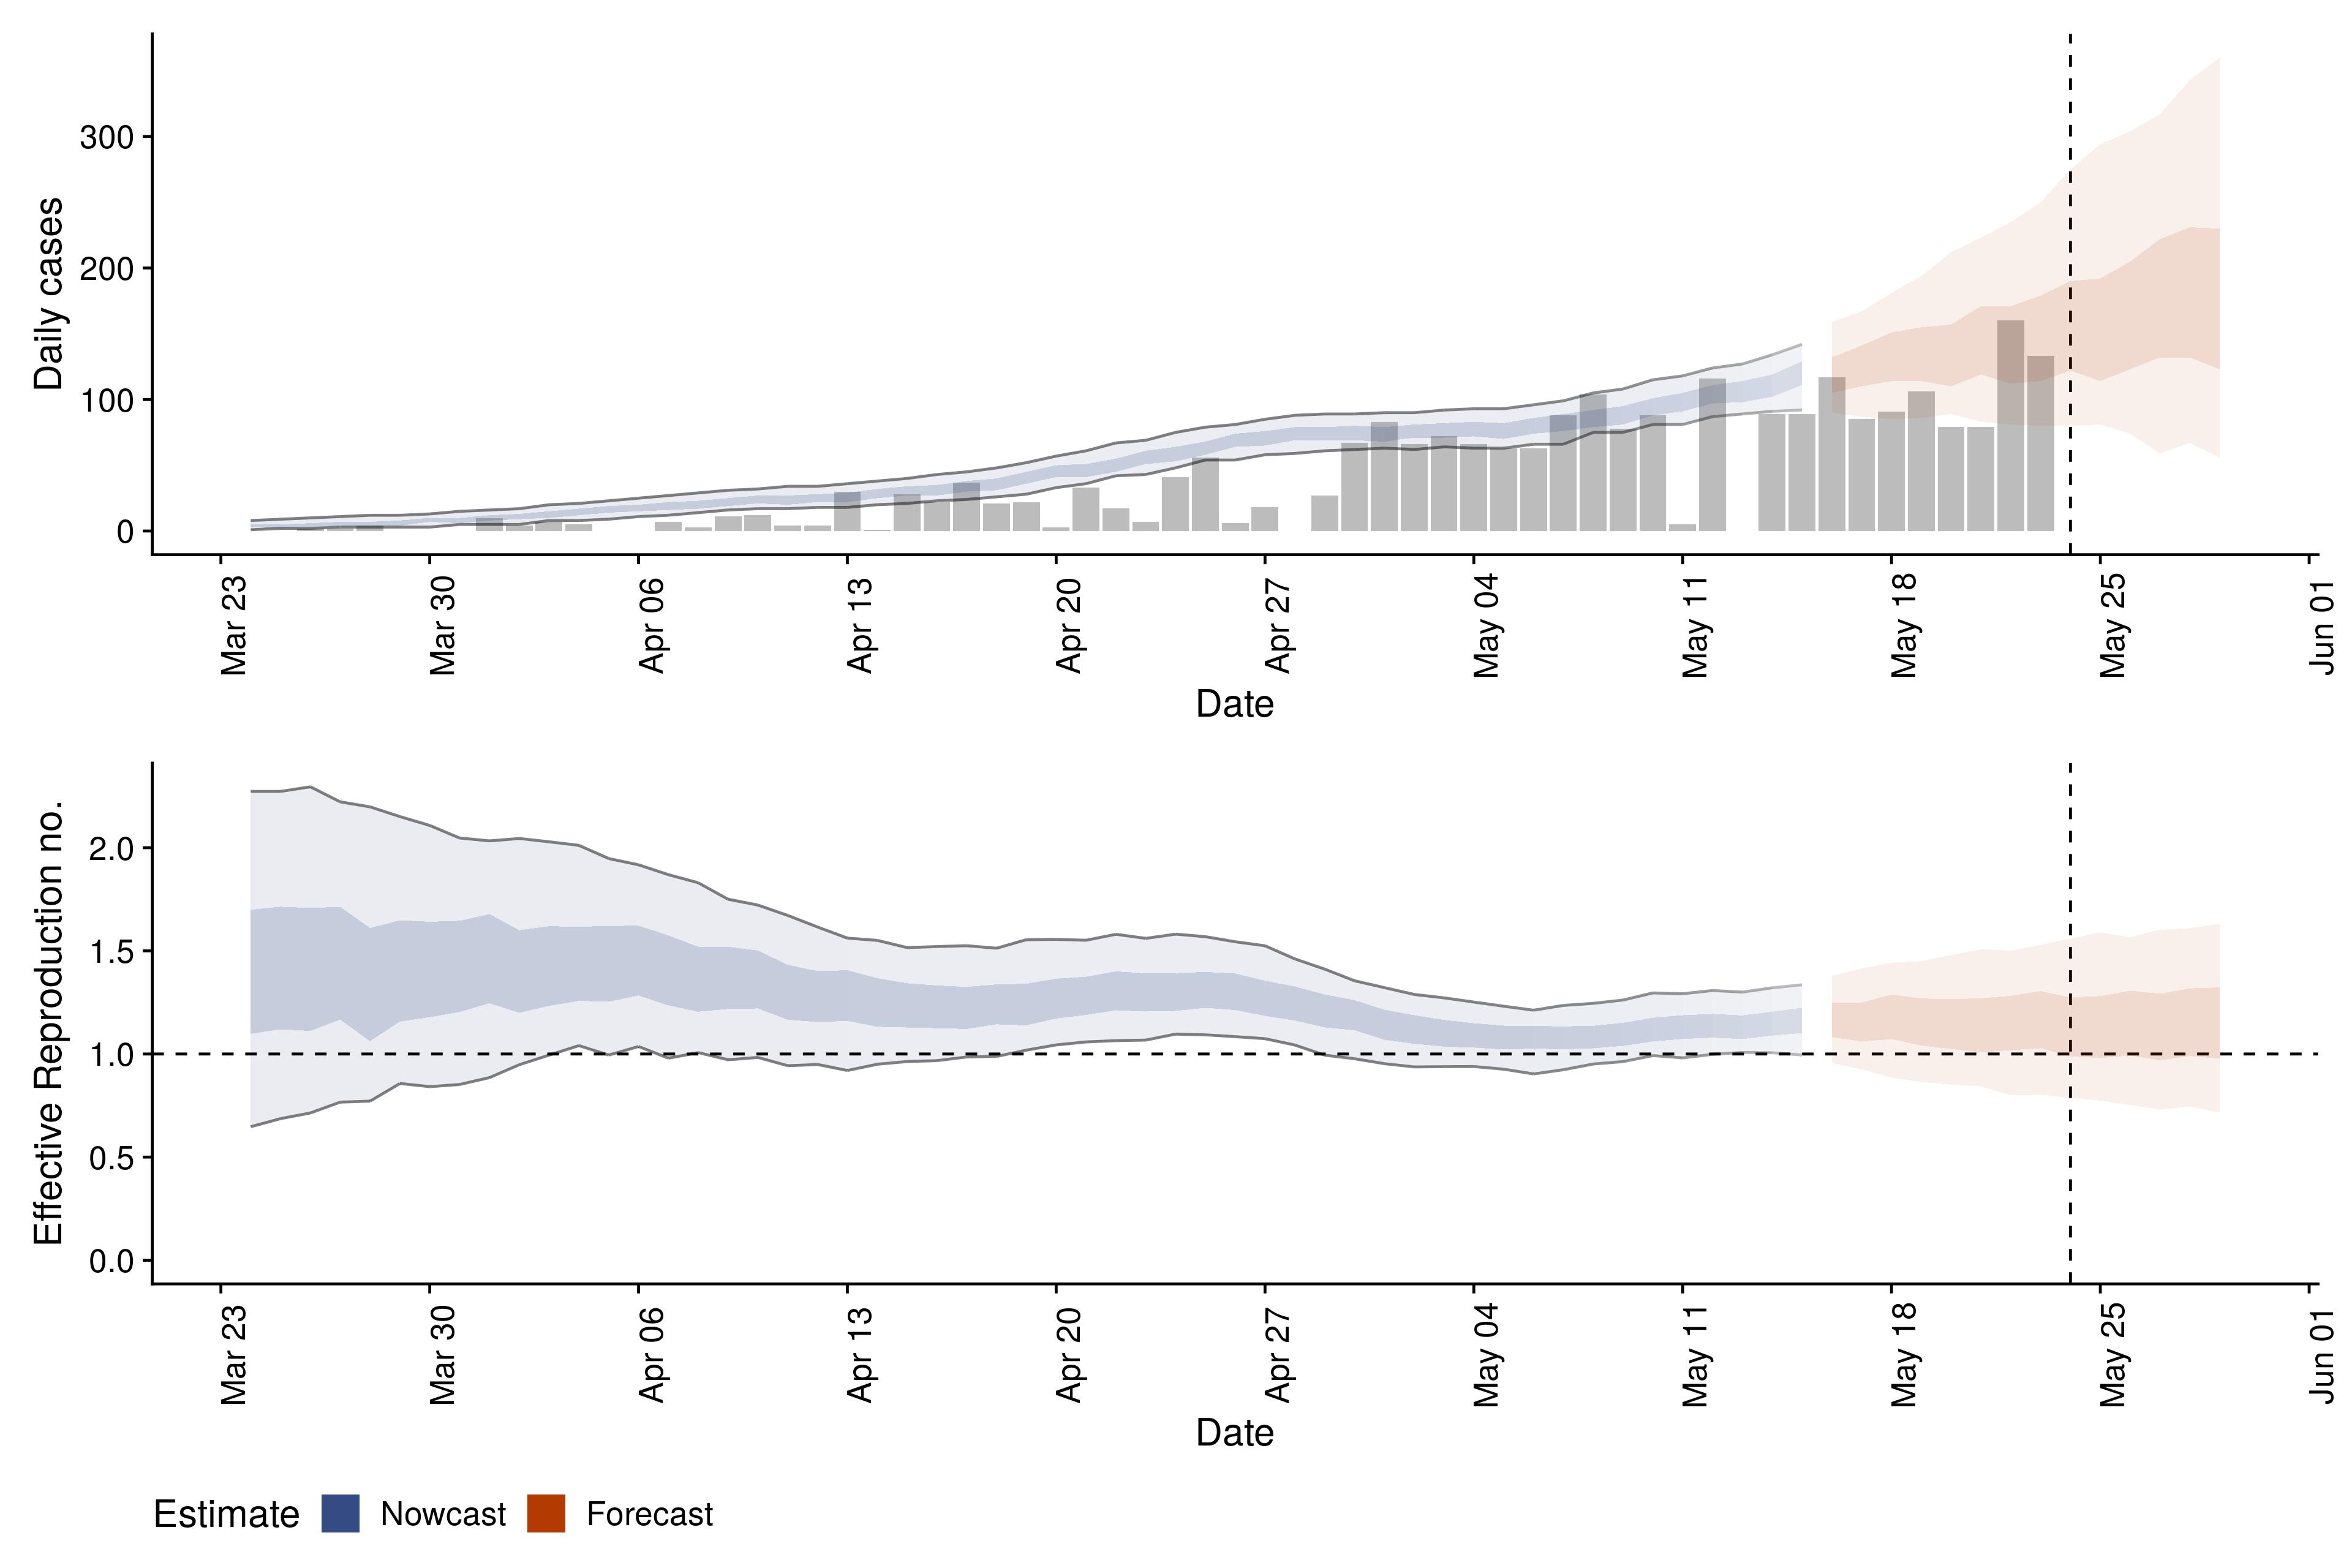 Daily cases
300
200
100
0
Mar 23
Mar 30
Apr 06
Apr 13
Apr 20
Apr 27
May 04
May 11
May 18
May 25
Jun 01
Date
Effective Reproduction no.
2.0
1.5
1.0
0.5
0.0
Mar 23
Mar 30
Apr 06
Apr 13
Apr 20
Apr 27
May 04
May 11
May 18
May 25
Jun 01
Date
Estimate Nowcast Forecast